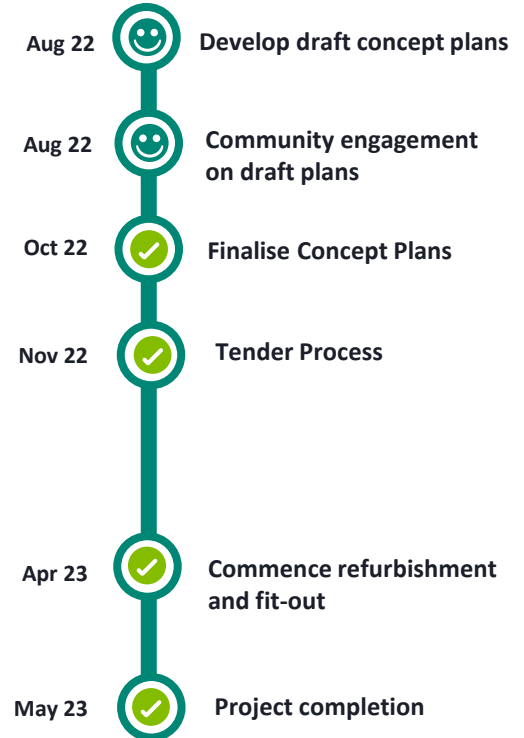 Aug 22
Develop draft concept plans
Aug 22
Community engagement
on draft plans
Oct 22
Finalise Concept Plans
Nov 22
Tender Process
Apr 23
Commence refurbishment
and fit-out
May 23
Project completion